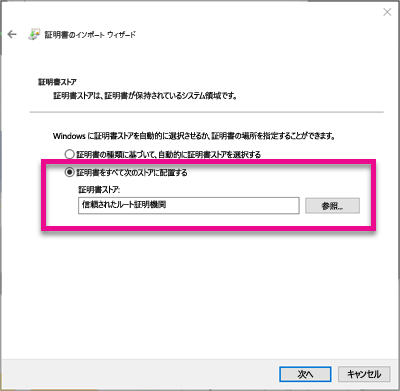 証明書のインポート ウィザード
証明書ストア
証明書ストアは、証明書が保持されているシステム領域です。
Windows に証明書ストアを自動的に選択させるか、証明書の場所を指定することができます。
証明書の種類に基づいて、自動的に証明書ストアを選択する
証明書をすべて次のストアに配置する
証明書ストア:
信頼されたルート証明機関
参照...
次へ
キャンセル